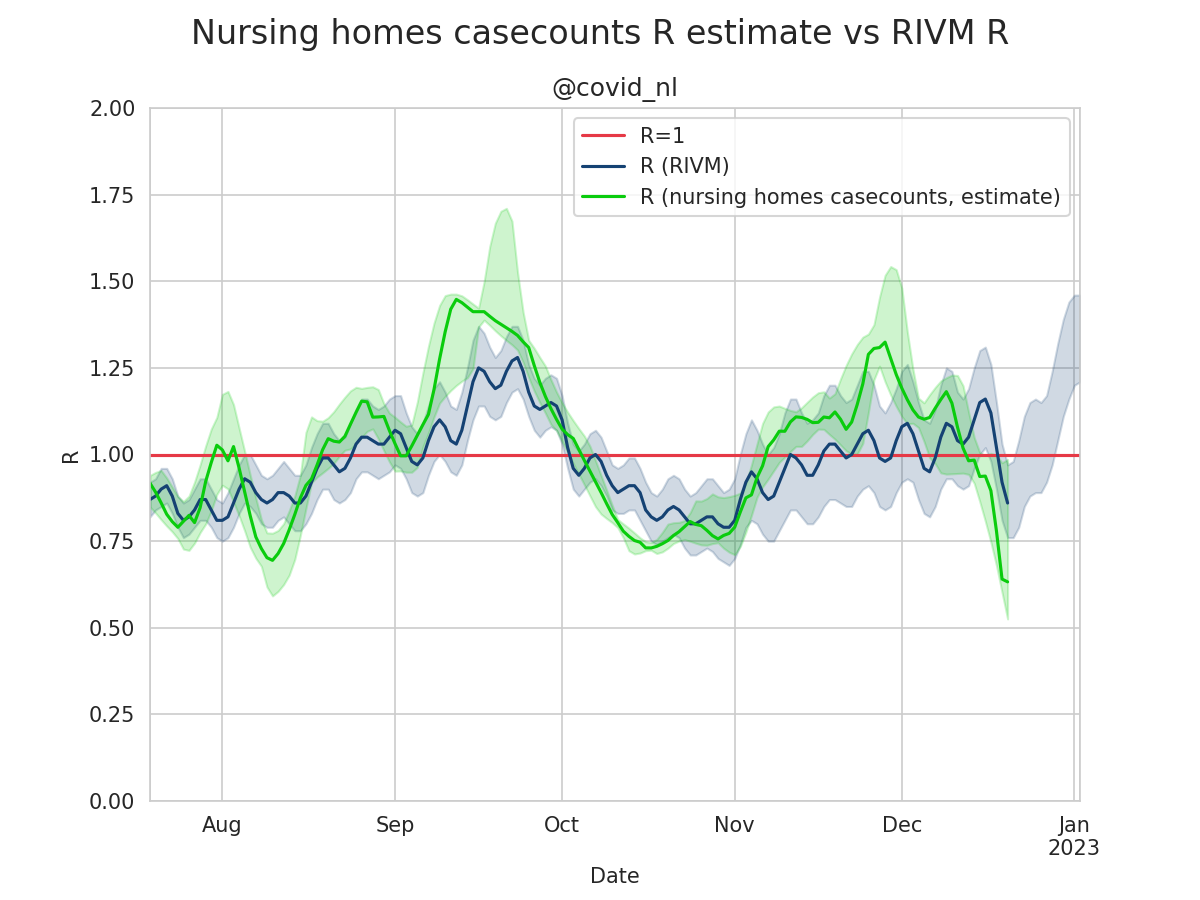 Nursing homes casecounts R estimate vs RIVM R
@covid_nl
2.00
1.75
1.50
1.25
1.00
0.75
0.50
0.25
0.00
R
R=1
R (RIVM)
R (nursing homes casecounts, estimate)
Aug
Sep
Oct
Nov
Dec
Jan
2023
Date